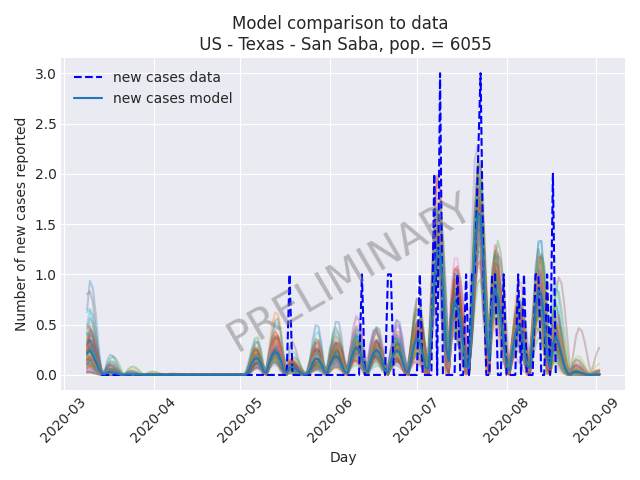 Model comparison to data
US - Texas - San Saba, pop. = 6055
new cases data
new cases model
Number of new cases reported
3.0
2.5
2.0
1.5
1.0
0.5
0.0
PRELIMINARY
2020-03
2020-04
2020-05
2020-06
2020-07
2020-08
2020-09
Day